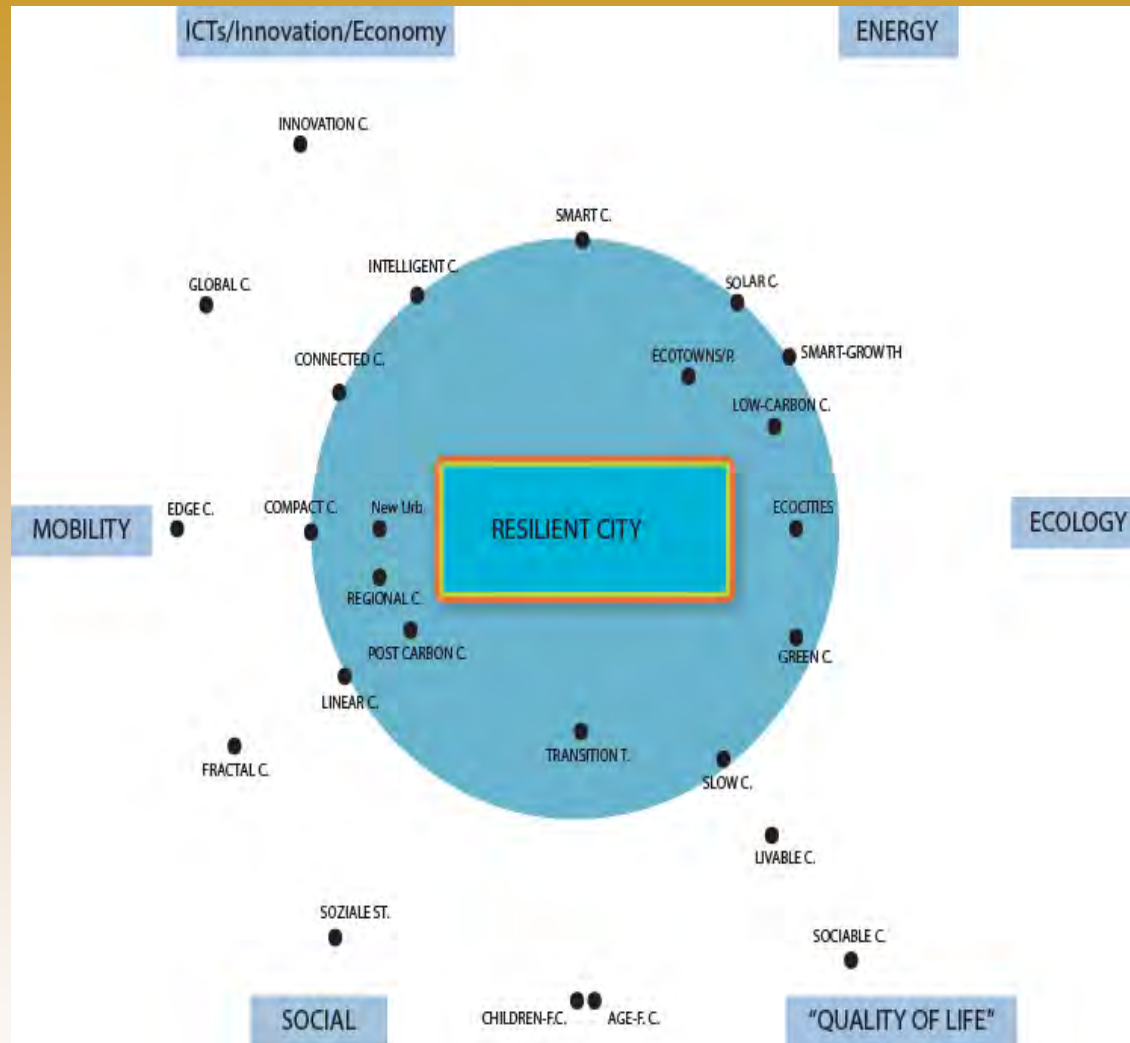 ICTs/Innovation/Economy
ENERGY
INNOVATION C.
SMART C.
INTELLIGENT C.
GLOBAL C.
SOLAR C.
CONNECTED C.
ECOTOWNS/P.
SMART-GROWTH
LOW-CARBON C.
EDGE C.
COMPACT C.
New Urb.
ECOCITIES
MOBILITY
RESILIENT CITY
ECOLOGY
REGIONAL C.
POST CARBON C.
GREEN C.
LINEAR C.
TRANSITION T.
FRACTAL C.
SLOW C.
LIVABLE C.
SOZIALE ST.
SOCIABLE C.
SOCIAL
CHILDREN-F.C.
AGE-F. C.
"QUALITY OF LIFE"